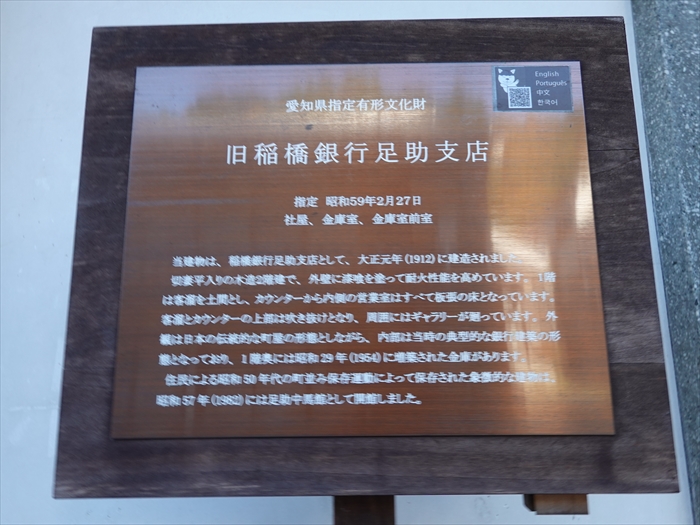 English
Português
中文
한국어
愛知県指定有形文化財
旧稲橋銀行足助支店
指定 昭和59年2月27日
社屋、金庫室、金庫室前室
当建物は、稲橋銀行足助支店として、大正元年(1912)に建造されました。
切妻平入りの木造2階建で、外壁に漆喰を塗って耐火性能を高めています。1階
は客溜を土間とし、カウンターから内側の営業室はすべて板張の床となっています。
客溜とカウンターの上部は吹き抜けとなり、周囲にはギャラリーが廻っています。外
観は日本の伝統的な町屋の形態としながら、内部は当時の典型的な銀行建築の形
態となっており、1階奥には昭和29年(1954)に増築された金庫があります。
住民による昭和50年代の町並み保存運動によって保存された象徴的な建物は、
昭和57年(1982)には足助中馬館として開館しました。